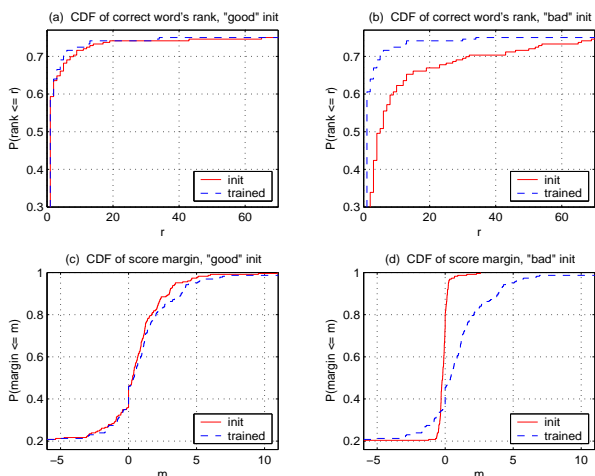 (a) CDF of correct word's rank, "good" init
(b) CDF of correct word's rank, "bad" init
P(rank <= r)
0.7
0.6
0.5
0.4
0.3
0
20
40
60
r
init
trained
P(rank <= r)
0.7
0.6
0.5
0.4
0.3
0
20
40
60
r
init
trained
(c) CDF of score margin, "good" init
(d) CDF of score margin, "bad" init
P(margin <= m)
1
0.8
0.6
0.4
0.2
−5
0
5
10
m
init
trained
P(margin <= m)
1
0.8
0.6
0.4
0.2
−5
0
5
10
m
init
trained